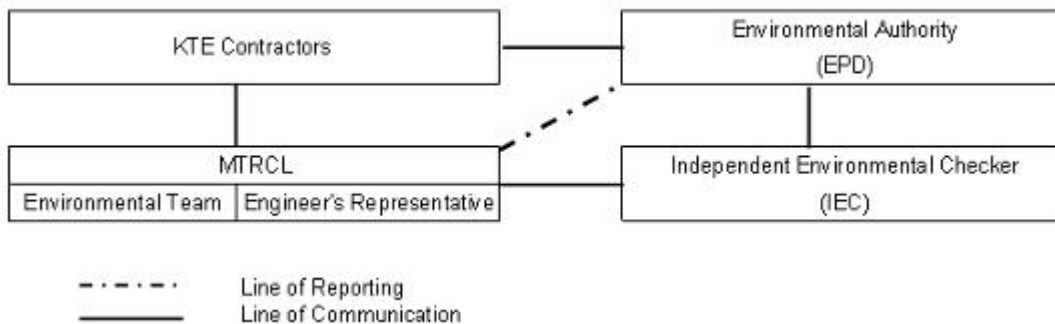 KTE Contractors
Environmental Authority
(EPD)
MTRCL
Environmental Team
Engineer's Representative
Independent Environmental Checker
(IEC)
Line of Reporting
Line of Communication